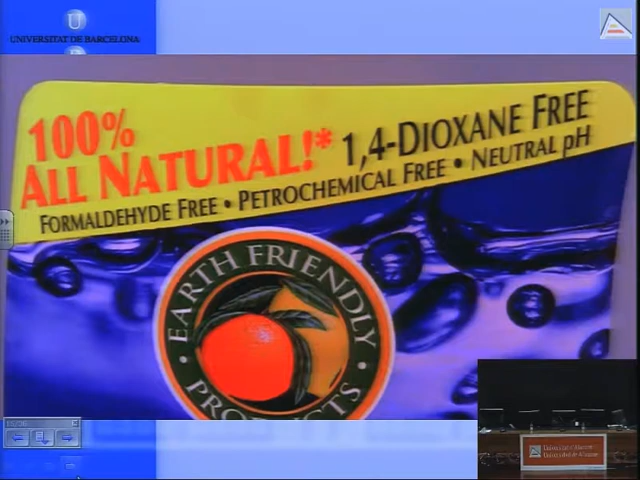 U
UNIVERSITAT DE BARCELONA
100%
ALL NATURAL!*
1,4-DIOXANE FREE
FORMALDEHYDE FREE • PETROCHEMICAL FREE • NEUTRAL pH
• EARTH FRIENDLY •
PRODUCTS